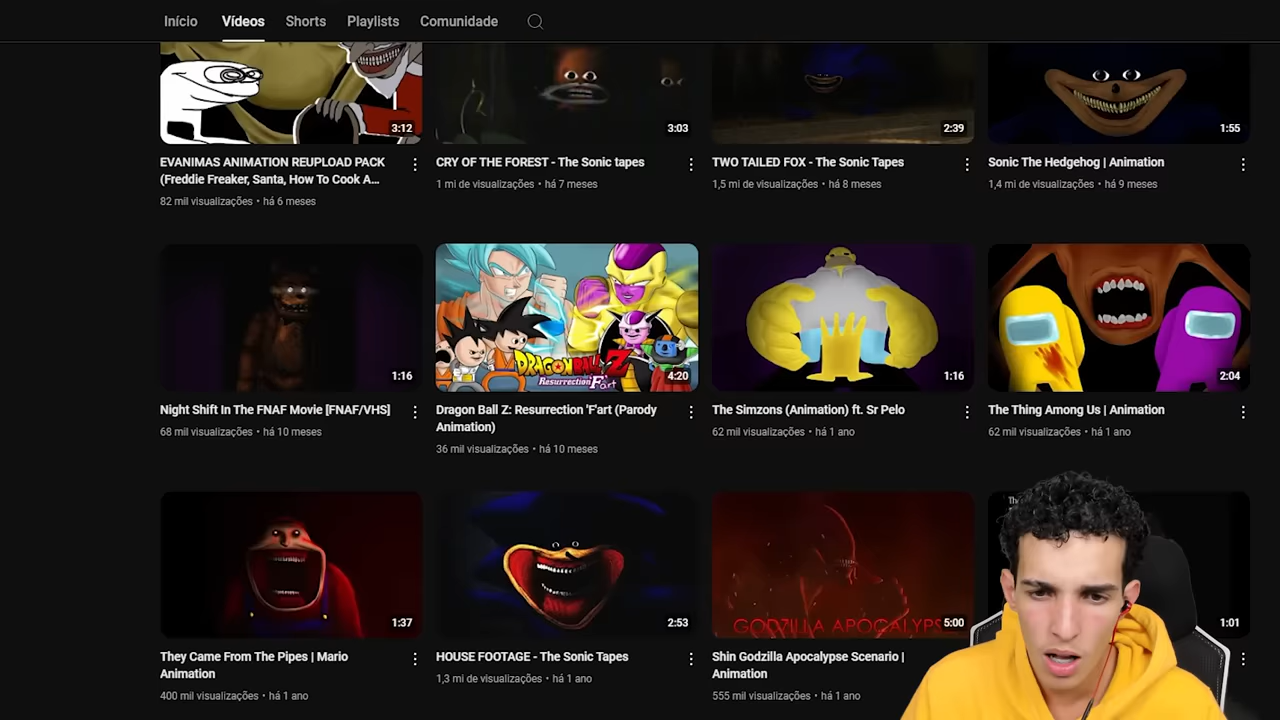 Início Vídeos Shorts Playlists Comunidade
3:12 3:03 2:39 1:55
EVANIMAS ANIMATION REUPLOAD PACK
(Freddie Freaker, Santa, How To Cook A...
82 mil visualizações • há 6 meses
CRY OF THE FOREST - The Sonic tapes
1 mi de visualizações • há 7 meses
TWO TAILED FOX - The Sonic Tapes
1,5 mi de visualizações • há 8 meses
Sonic The Hedgehog | Animation
1,4 mi de visualizações • há 9 meses
DRAGON BALL Z
Resurrection F'art
1:16 4:20 1:16 2:04
Night Shift In The FNAF Movie [FNAF/VHS]
68 mil visualizações • há 10 meses
Dragon Ball Z: Resurrection 'F'art (Parody
Animation)
36 mil visualizações • há 10 meses
The Simzons (Animation) ft. Sr Pelo
62 mil visualizações • há 1 ano
The Thing Among Us | Animation
62 mil visualizações • há 1 ano
GODZILLA APOCALYPS
1:37 2:53 5:00 1:01
They Came From The Pipes | Mario
Animation
400 mil visualizações • há 1 ano
HOUSE FOOTAGE - The Sonic Tapes
1,3 mi de visualizações • há 1 ano
Shin Godzilla Apocalypse Scenario |
Animation
555 mil visualizações • há 1 ano